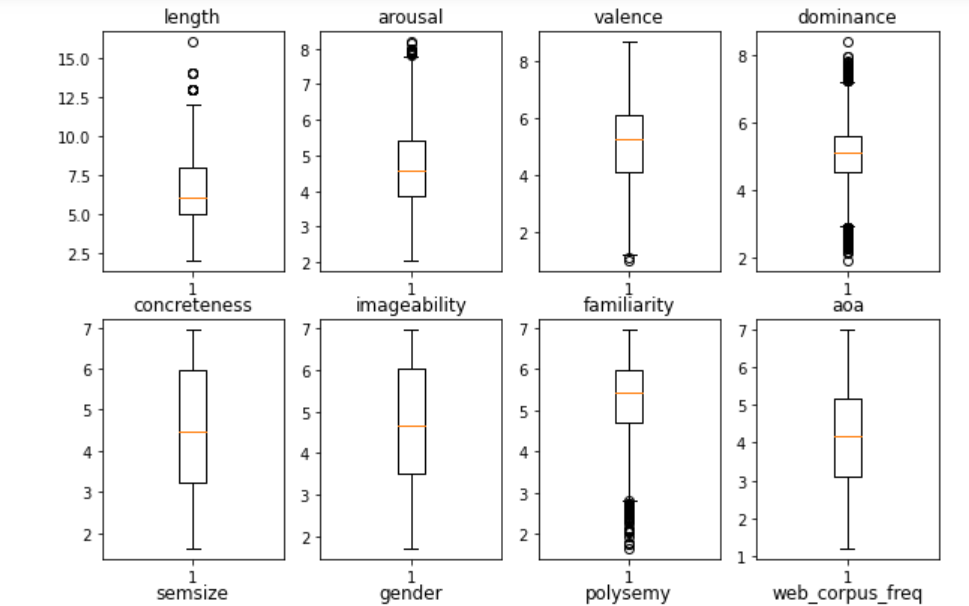 length arousal valence dominance
15.0 12.5 10.0 7.5 5.0 2.5
8 7 6 5 4 3 2
8 6 4 2
8 6 4 2
1 1 1 1
concreteness imageability familiarity aoa
7 6 5 4 3 2
7 6 5 4 3 2
7 6 5 4 3 2
7 6 5 4 3 2 1
1 1 1 1
semsize gender polysemy web_corpus_freq